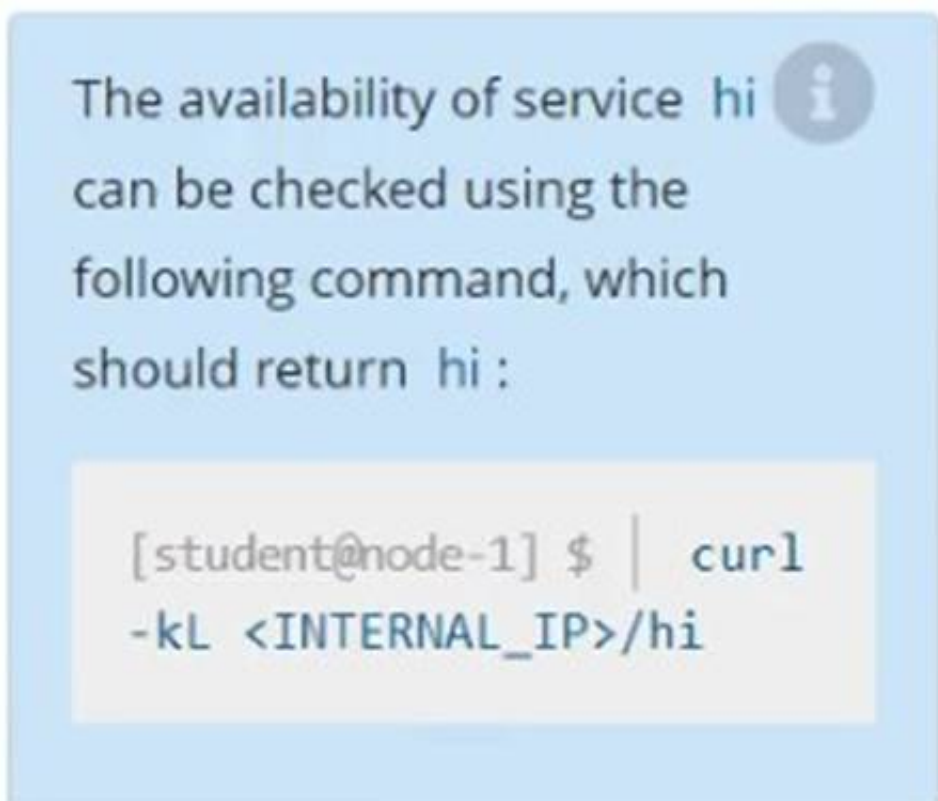 The availability of service hi
can be checked using the
following command, which
should return hi :
[student@node-1] $ | curl
-kL <INTERNAL_IP>/hi